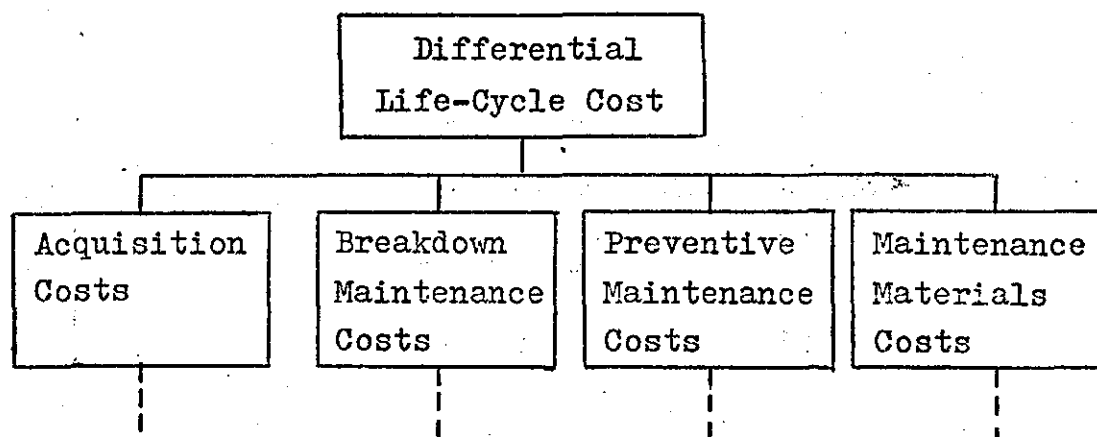 Differential
Life-Cycle Cost
Acquisition
Costs
Breakdown
Maintenance
Costs
Preventive
Maintenance
Costs
Maintenance
Materials
Costs